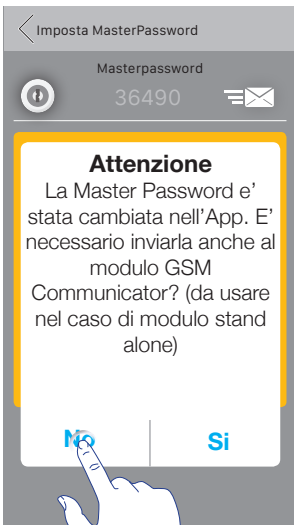 Imposta MasterPassword
Masterpassword
36490
Attenzione
La Master Password e'
stata cambiata nell'App. E'
necessario inviarla anche al
modulo GSM
Communicator? (da usare
nel caso di modulo stand
alone)
No
Si